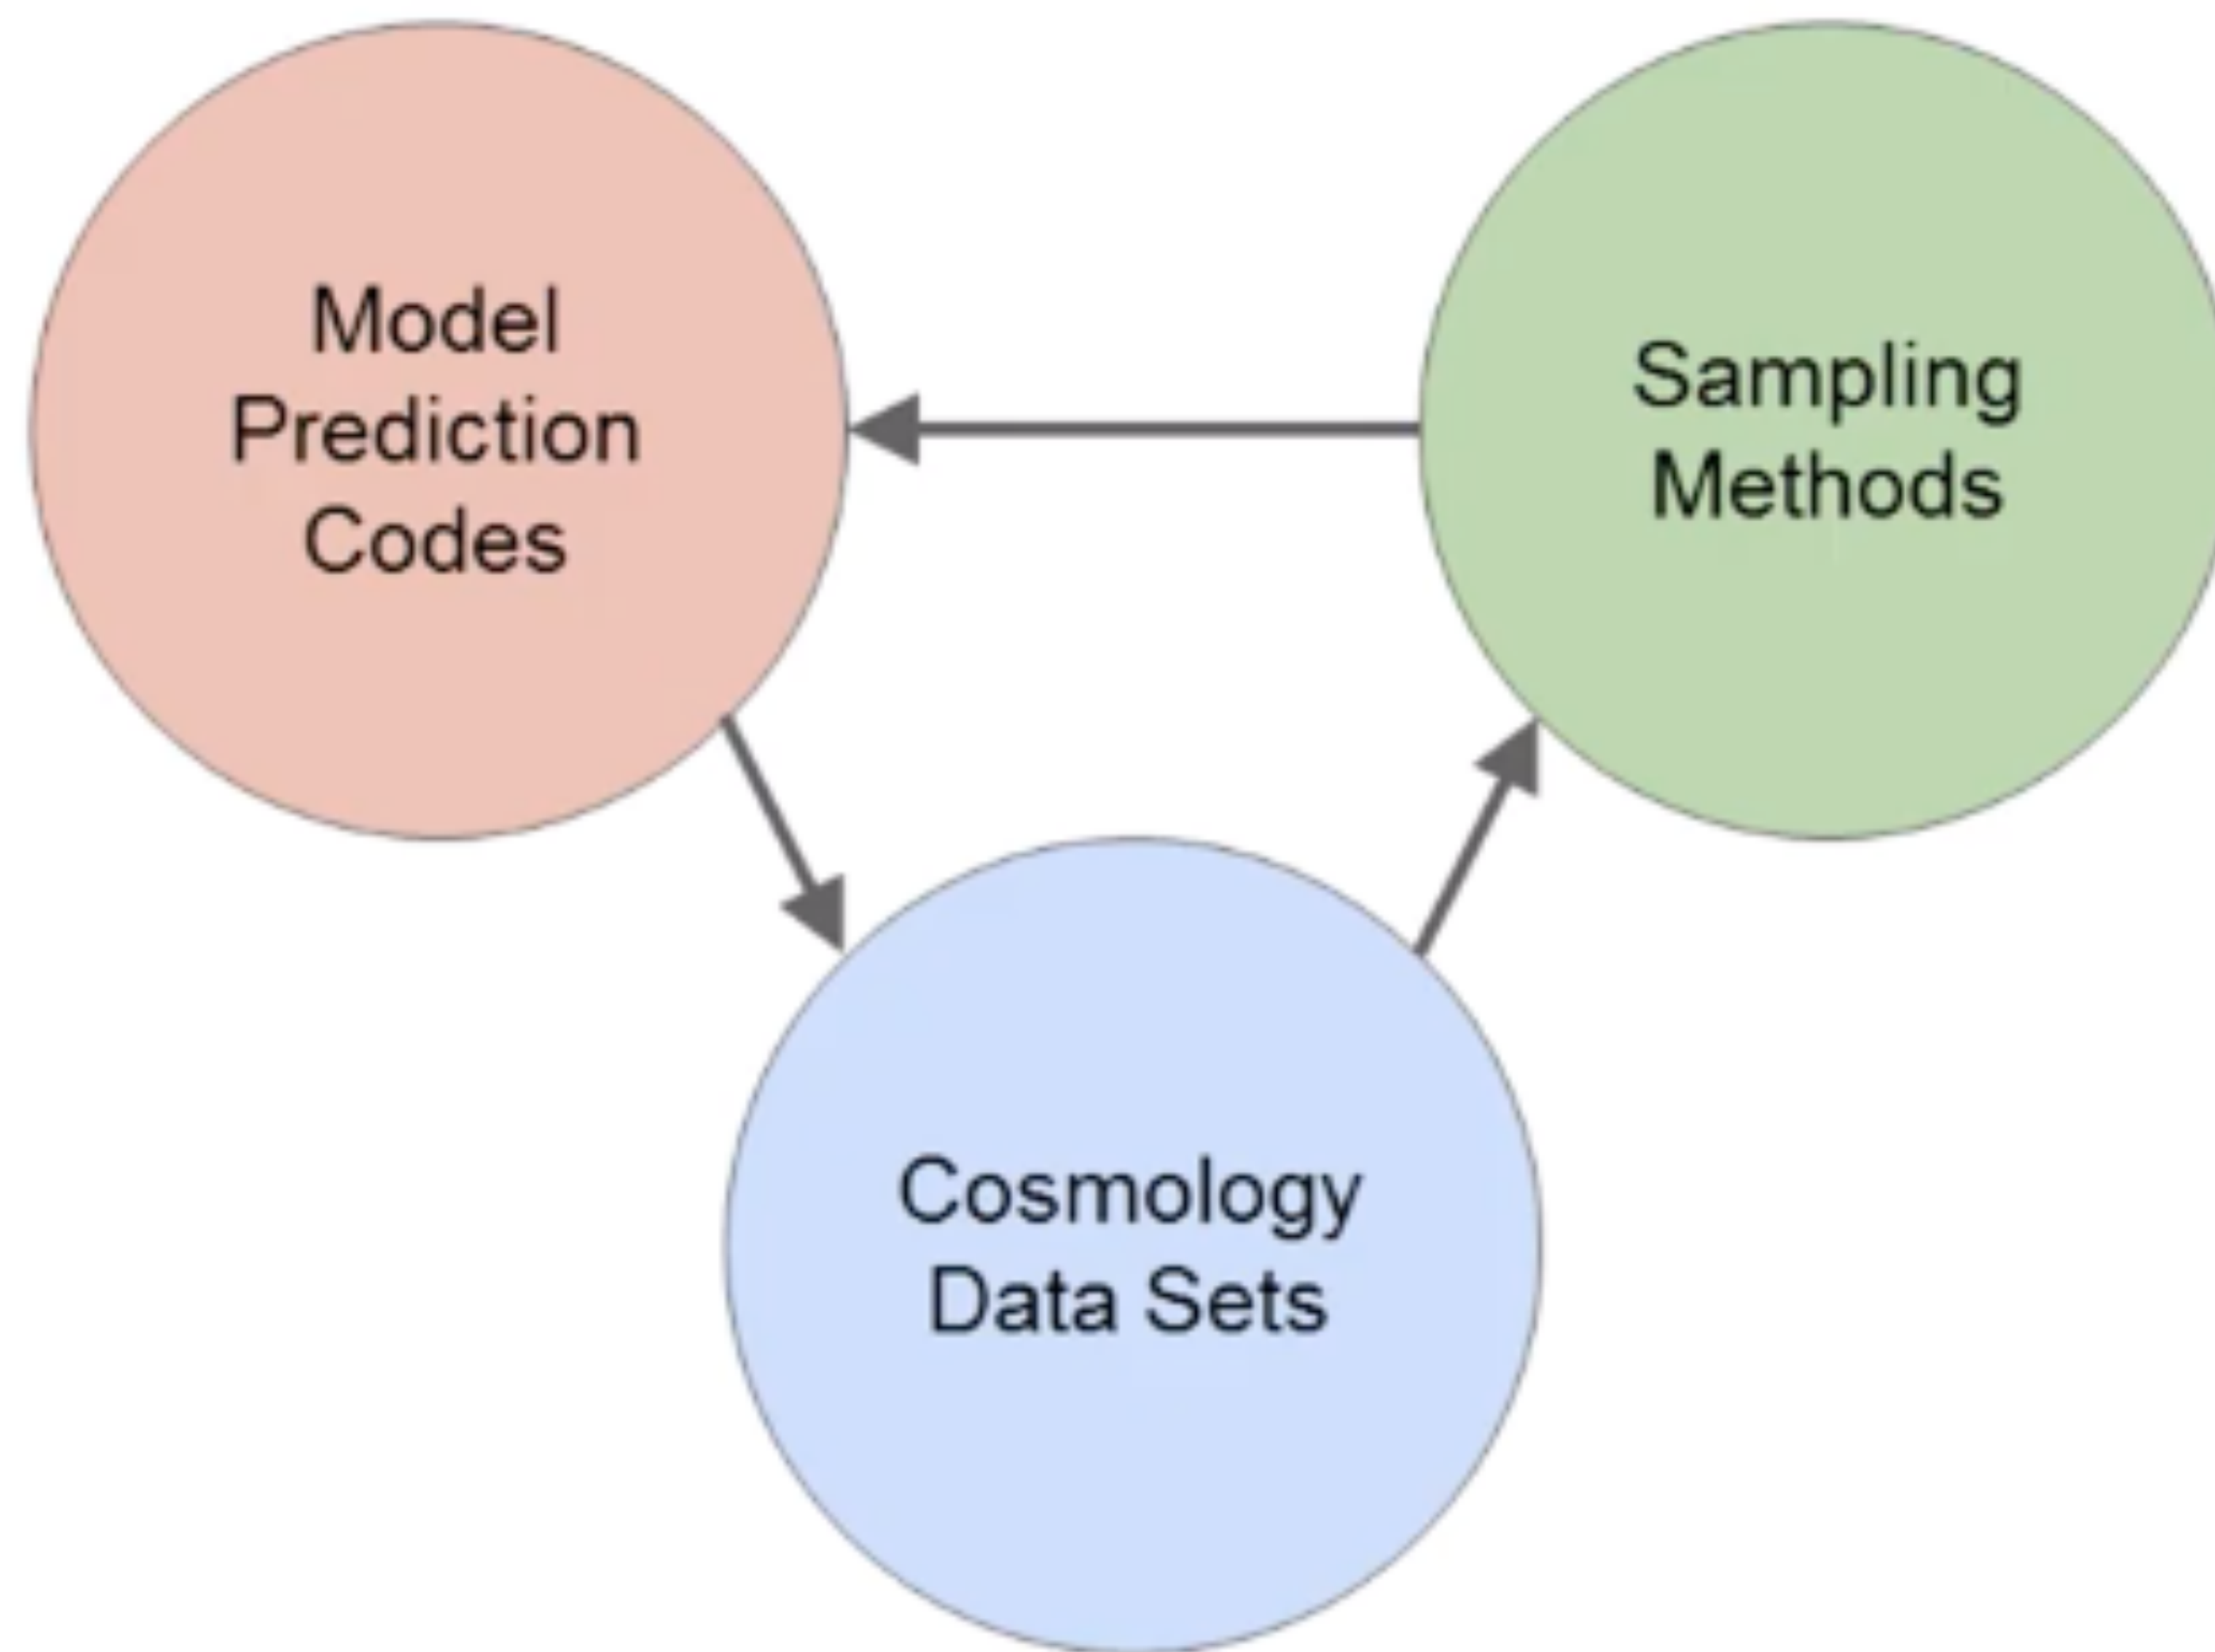 Model
Prediction
Codes
Sampling
Methods
Cosmology
Data Sets